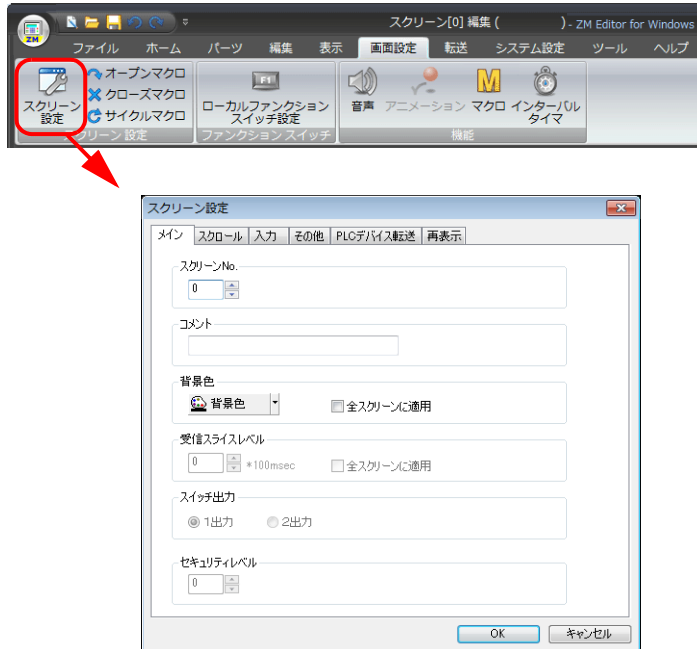 スクリーン[0] 編集 ( ) - ZM Editor for Windows
ZM
ファイル ホーム パーツ 編集 表示 画面設定 転送 システム設定 ツール ヘルプ
スクリーン
設定
オープンマクロ
クローズマクロ
サイクルマクロ
スクリーン 設定
F1
ローカルファンクション
スイッチ設定
ファンクション スイッチ
音声
アニメーション
M
マクロ
インターバル
タイマ
機能
スクリーン設定
メイン スクロール 入力 その他 PLCデバイス転送 再表示
スクリーンNo.
0
コメント
背景色
背景色 全スクリーンに適用
受信スライスレベル
0 *100msec 全スクリーンに適用
スイッチ出力
1出力 2出力
セキュリティレベル
0
OK キャンセル